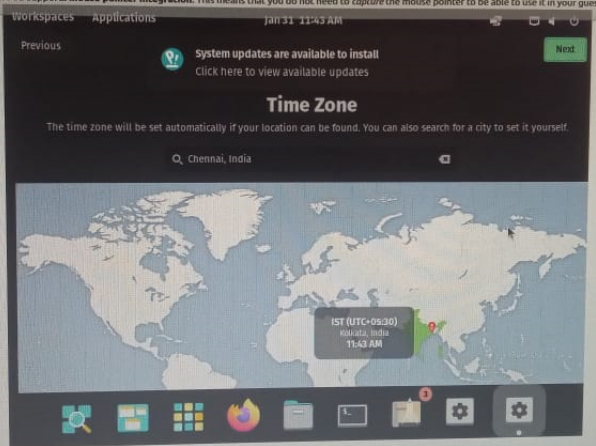 mouse pointer integration. This means that you do not need to capture the mouse pointer to be able to use it in your
Workspaces Applications Jan 31 11:43 AM
Previous
System updates are available to install
Click here to view available updates
Next
Time Zone
The time zone will be set automatically if your location can be found. You can also search for a city to set it yourself.
Chennai, India
IST (UTC+05:30)
Kolkata, India
11:43 AM
3